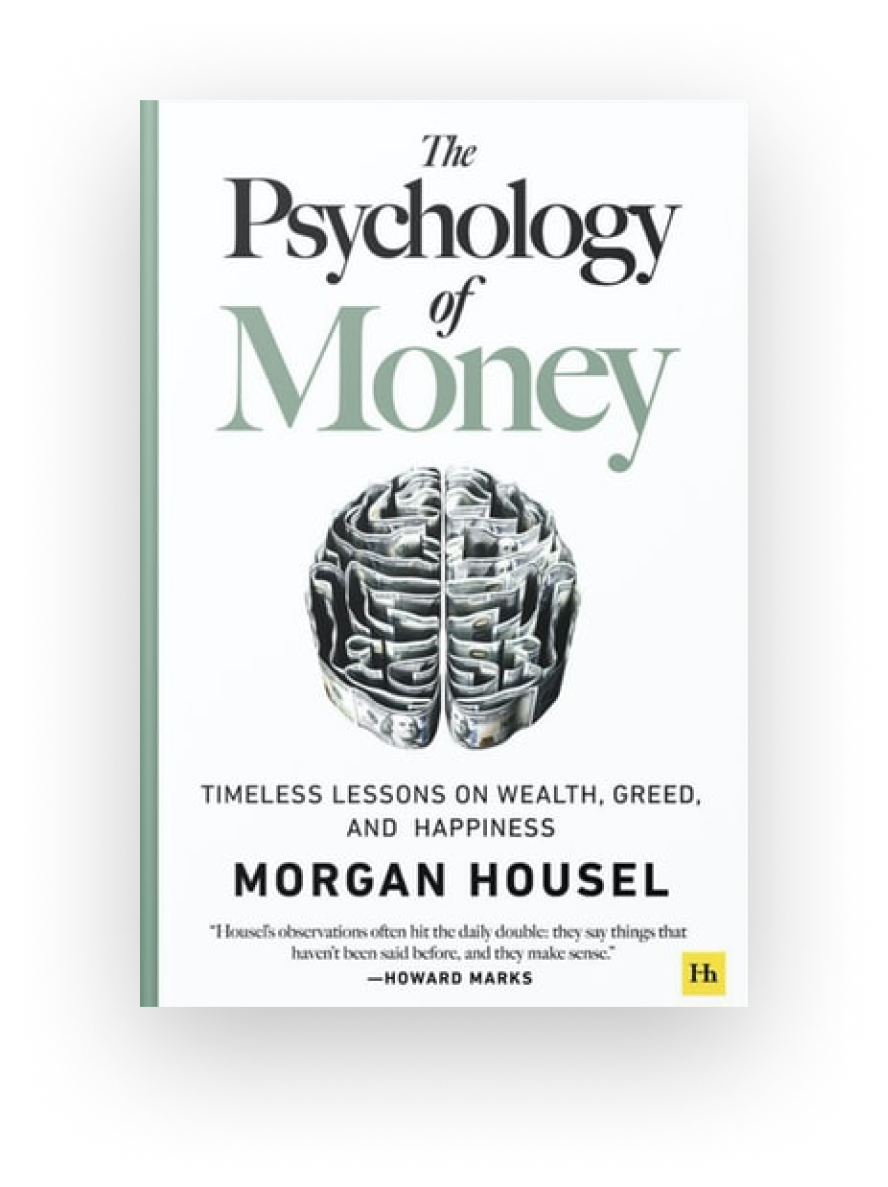 The
Psychology
of
Money
TIMELESS LESSONS ON WEALTH, GREED,
AND HAPPINESS
MORGAN HOUSEL
“Housel’s observations often hit the daily double: they say things that
haven’t been said before, and they make sense.”
—HOWARD MARKS
Hh